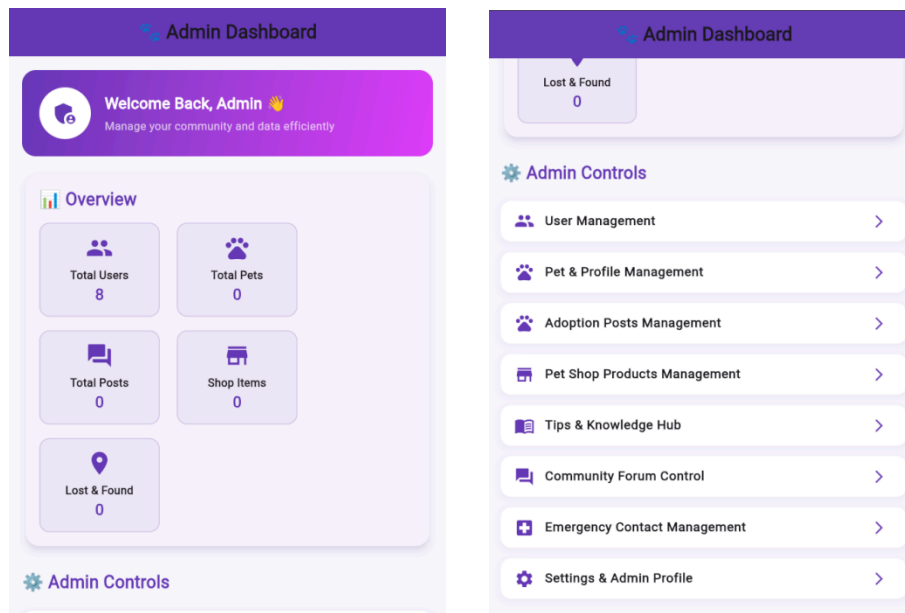 🐾 Admin Dashboard
Welcome Back, Admin 👋
Manage your community and data efficiently
📊 Overview
Total Users
8
Total Pets
0
Total Posts
0
Shop Items
0
Lost & Found
0
⚙️ Admin Controls
🐾 Admin Dashboard
Lost & Found
0
⚙️ Admin Controls
User Management
Pet & Profile Management
Adoption Posts Management
Pet Shop Products Management
Tips & Knowledge Hub
Community Forum Control
Emergency Contact Management
Settings & Admin Profile